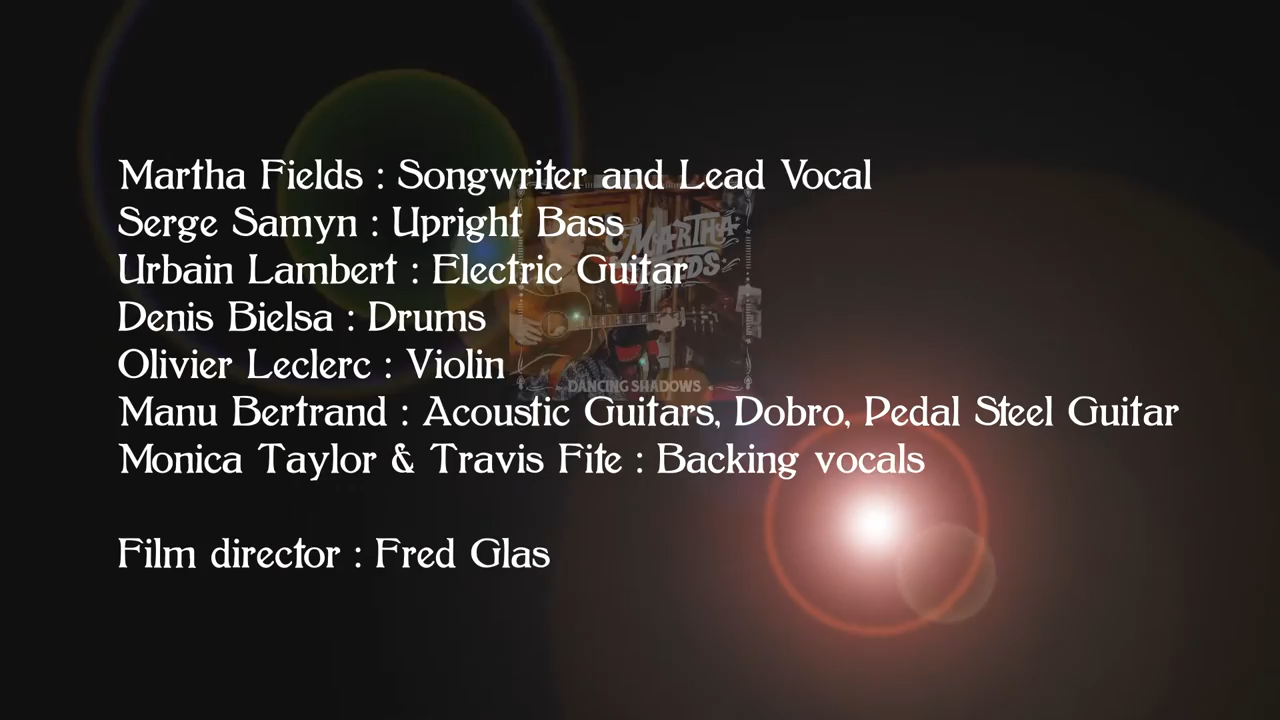 Martha Fields : Songwriter and Lead Vocal
Serge Samyn : Upright Bass
Urbain Lambert : Electric Guitar
Denis Bielsa : Drums
Olivier Leclerc : Violin
Manu Bertrand : Acoustic Guitars, Dobro, Pedal Steel Guitar
Monica Taylor & Travis Fite : Backing vocals
Film director : Fred Glas
MARTHA
DANCING SHADOWS